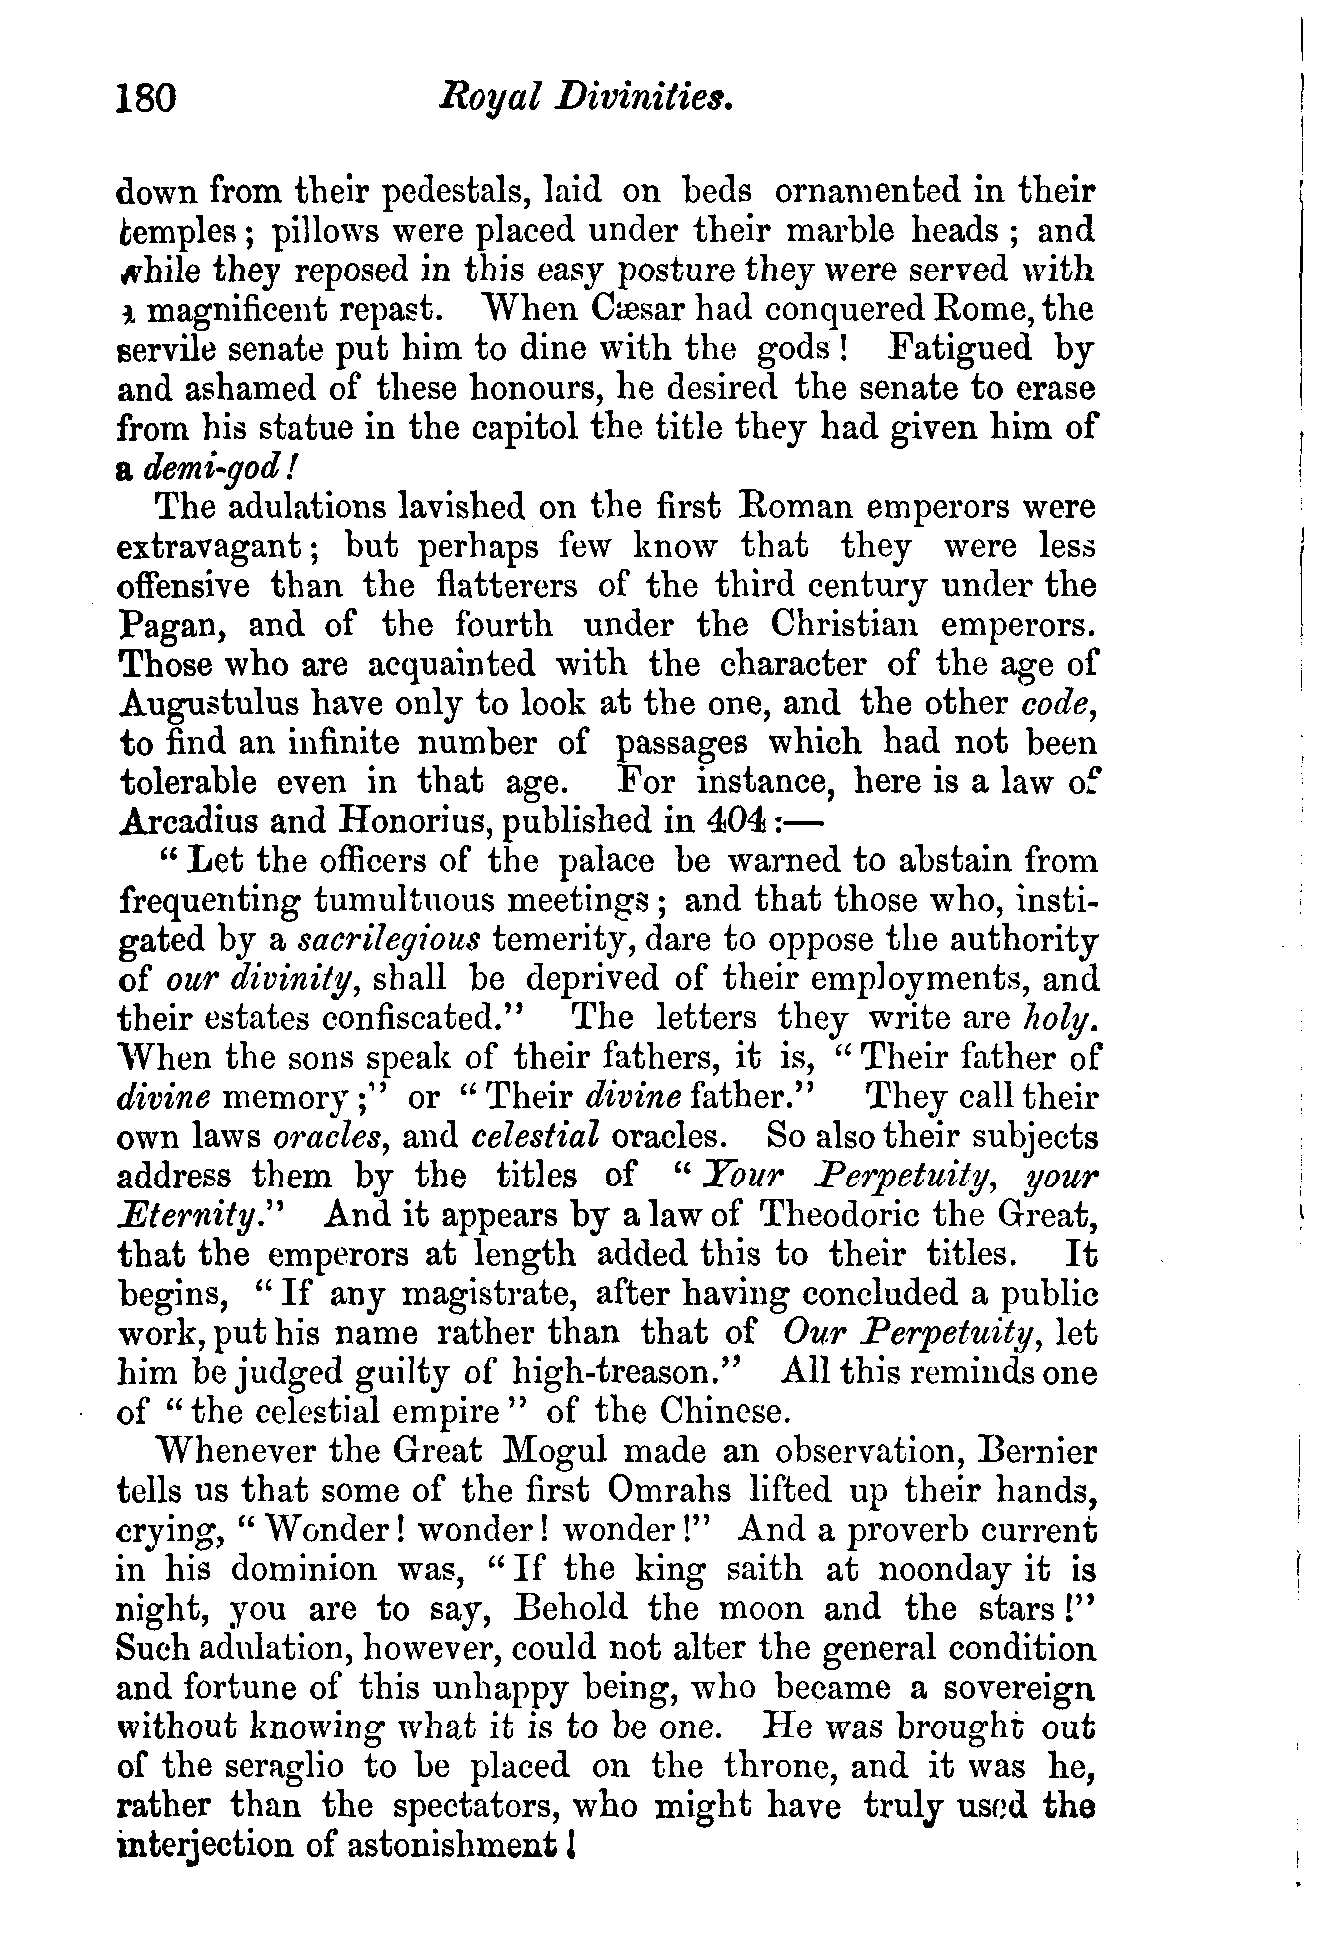 180 Royal Divinities.
down from their pedestals, laid on beds ornamented in their
temples; pillows were placed under their marble heads; and
while they reposed in this easy posture they were served with
a magnificent repast. When Cæsar had conquered Rome, the
servile senate put him to dine with the gods! Fatigued by
and ashamed of these honours, he desired the senate to erase
from his statue in the capitol the title they had given him of
a demi-god!
The adulations lavished on the first Roman emperors were
extravagant; but perhaps few know that they were less
offensive than the flatterers of the third century under the
Pagan, and of the fourth under the Christian emperors.
Those who are acquainted with the character of the age of
Augustulus have only to look at the one, and the other code,
to find an infinite number of passages which had not been
tolerable even in that age. For instance, here is a law of
Arcadius and Honorius, published in 404:—
"Let the officers of the palace be warned to abstain from
frequenting tumultuous meetings; and that those who, insti-
gated by a sacrilegious temerity, dare to oppose the authority
of our divinity, shall be deprived of their employments, and
their estates confiscated." The letters they write are holy.
When the sons speak of their fathers, it is, "Their father of
divine memory;" or "Their divine father." They call their
own laws oracles, and celestial oracles. So also their subjects
address them by the titles of "Your Perpetuity, your
Eternity." And it appears by a law of Theodoric the Great,
that the emperors at length added this to their titles. It
begins, "If any magistrate, after having concluded a public
work, put his name rather than that of Our Perpetuity, let
him be judged guilty of high-treason." All this reminds one
of "the celestial empire" of the Chinese.
Whenever the Great Mogul made an observation, Bernier
tells us that some of the first Omrahs lifted up their hands,
crying, "Wonder! wonder! wonder!" And a proverb current
in his dominion was, "If the king saith at noonday it is
night, you are to say, Behold the moon and the stars!"
Such adulation, however, could not alter the general condition
and fortune of this unhappy being, who became a sovereign
without knowing what it is to be one. He was brought out
of the seraglio to be placed on the throne, and it was he,
rather than the spectators, who might have truly used the
interjection of astonishment!